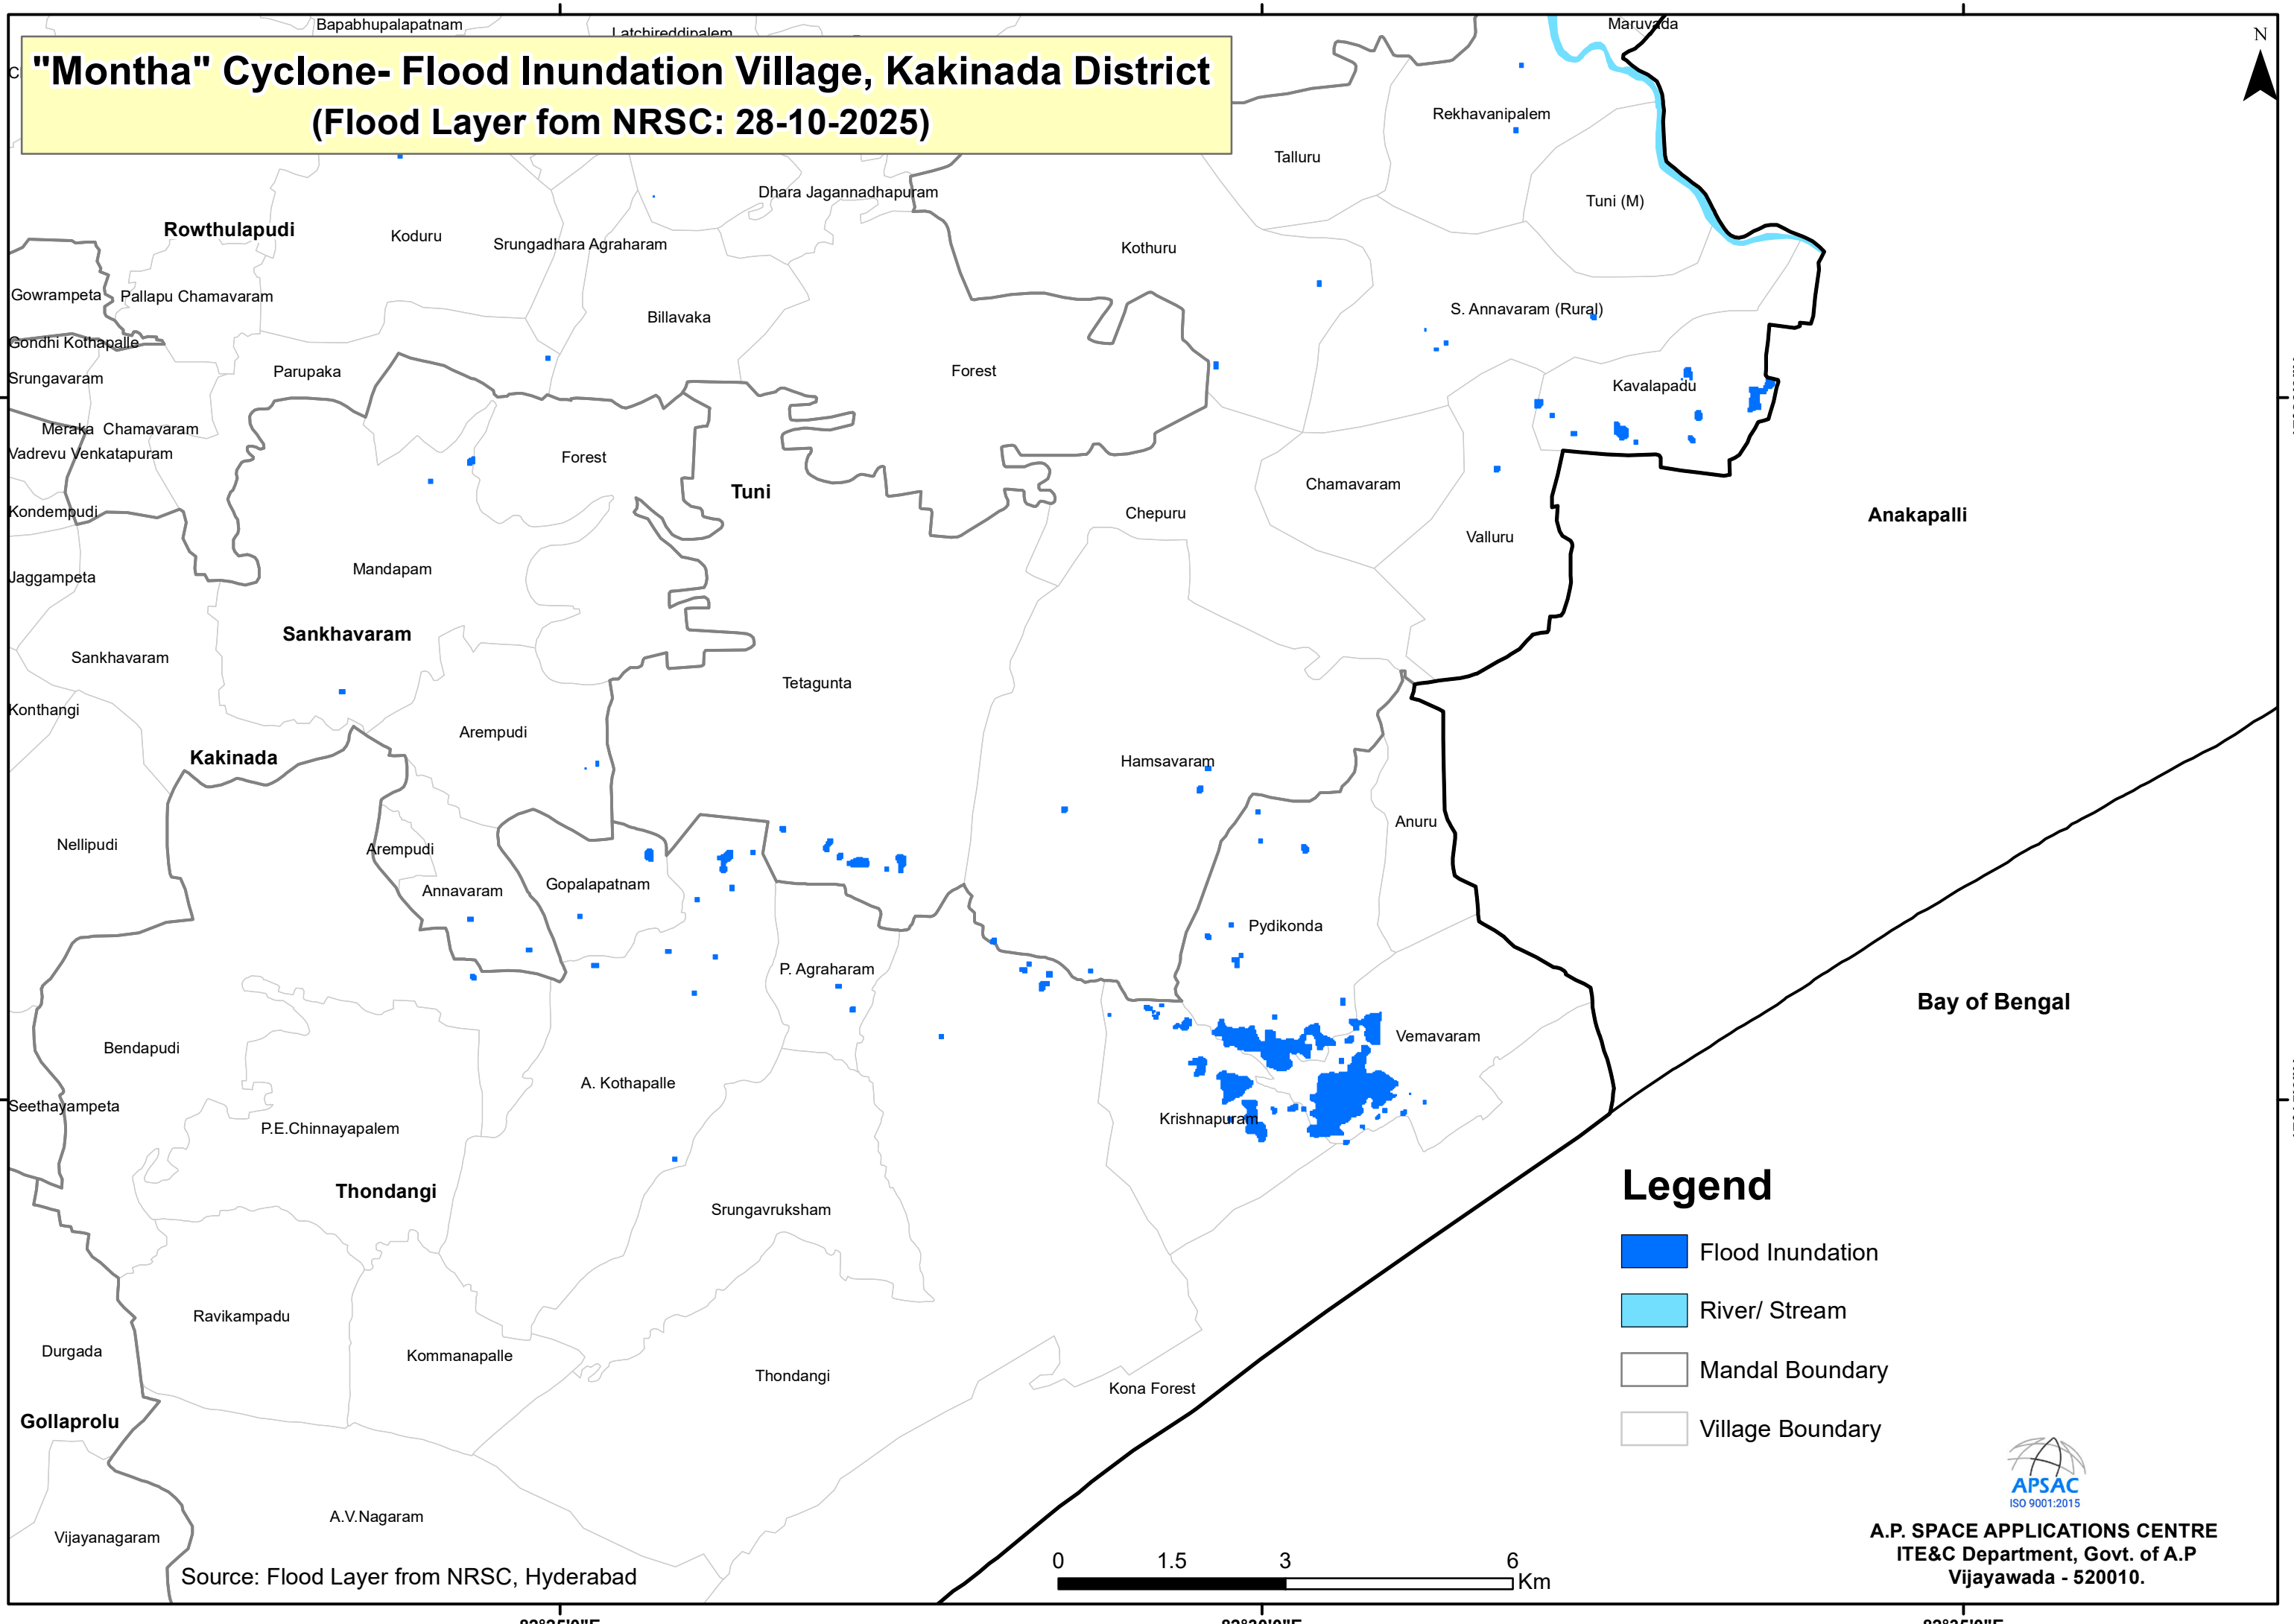 Bapabhupalapatnam
Latchireddipalem
Maruvada
N
"Montha" Cyclone- Flood Inundation Village, Kakinada District
(Flood Layer fom NRSC: 28-10-2025)
Rekhavanipalem
Talluru
Dhara Jagannadhapuram
Tuni (M)
Rowthulapudi
Koduru
Srungadhara Agraharam
Kothuru
Gowrampeta
Pallapu Chamavaram
S. Annavaram (Rural)
Billavaka
Gondhi Kothapalle
Srungavaram
Parupaka
Forest
Kavalapadu
Meraka Chamavaram
Vadrevu Venkatapuram
Forest
Tuni
Chamavaram
Kondempudi
Chepuru
Anakapalli
Valluru
Jaggampeta
Mandapam
Sankhavaram
Sankhavaram
Tetagunta
Konthangi
Arempudi
Kakinada
Hamsavaram
Anuru
Nellipudi
Arempudi
Annavaram
Gopalapatnam
Pydikonda
P. Agraharam
Bay of Bengal
Vemavaram
Bendapudi
A. Kothapalle
Seethayampeta
Krishnapuram
P.E.Chinnayapalem
Thondangi
Srungavruksham
Legend
Flood Inundation
River/ Stream
Mandal Boundary
Village Boundary
Ravikampadu
Durgada
Kommanapalle
Thondangi
Kona Forest
Gollaprolu
A.V.Nagaram
Vijayanagaram
Source: Flood Layer from NRSC, Hyderabad
0 1.5 3 6
Km
APSAC
ISO 9001:2015
A.P. SPACE APPLICATIONS CENTRE
ITE&C Department, Govt. of A.P
Vijayawada - 520010.